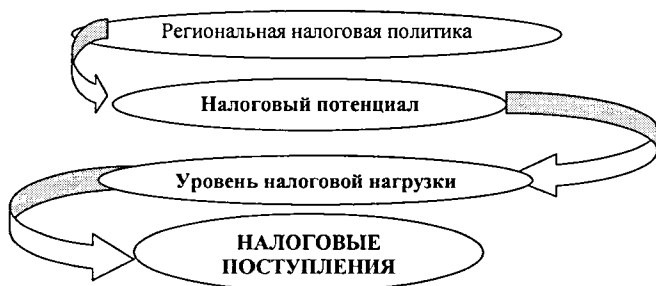 Региональная налоговая политика
Налоговый потенциал
Уровень налоговой нагрузки
НАЛОГОВЫЕ
ПОСТУПЛЕНИЯ